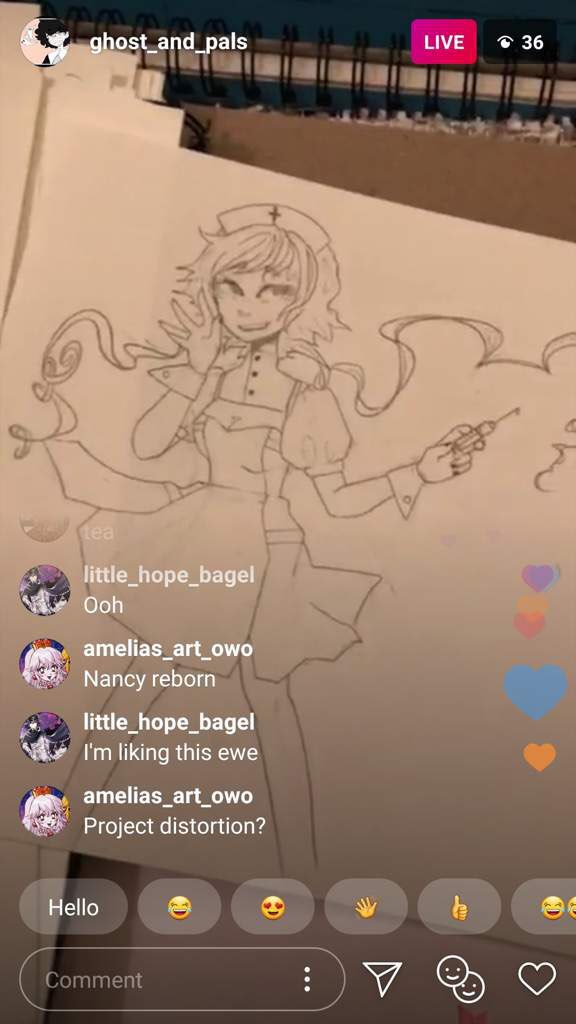 ghost_and_pals
LIVE
36
tea
little_hope_bagel
Ooh
amelias_art_owo
Nancy reborn
little_hope_bagel
I'm liking this ewe
amelias_art_owo
Project distortion?
Hello
Comment